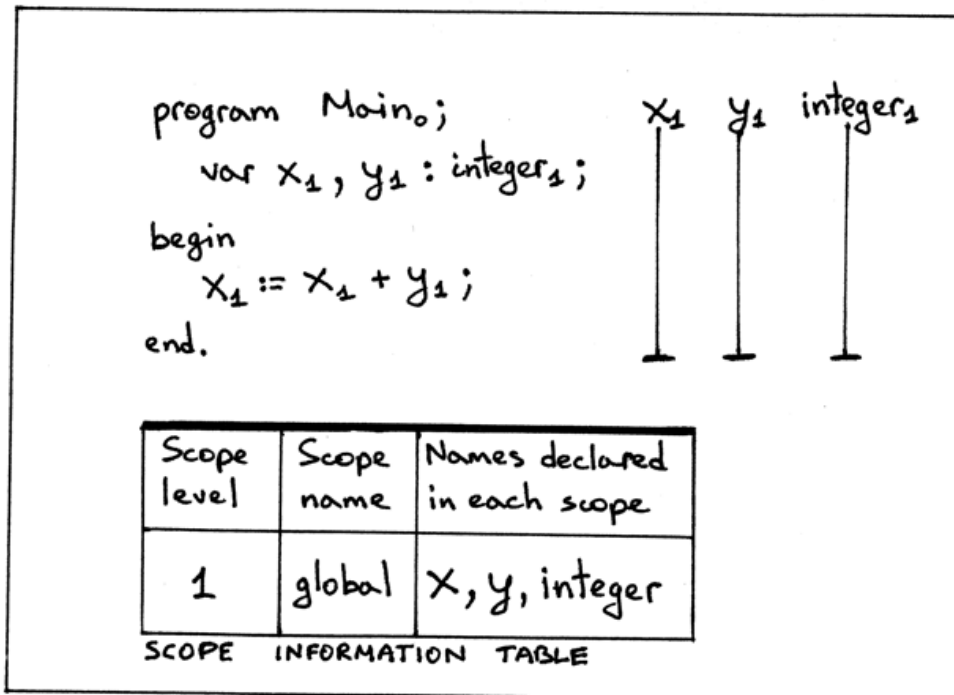 program Main₀;
var x₁, y₁ : integer₁;
begin
x₁ := x₁ + y₁;
end.
x₁ y₁ integer₁
Scope level
Scope name
Names declared in each scope
1
global
x, y, integer
SCOPE INFORMATION TABLE